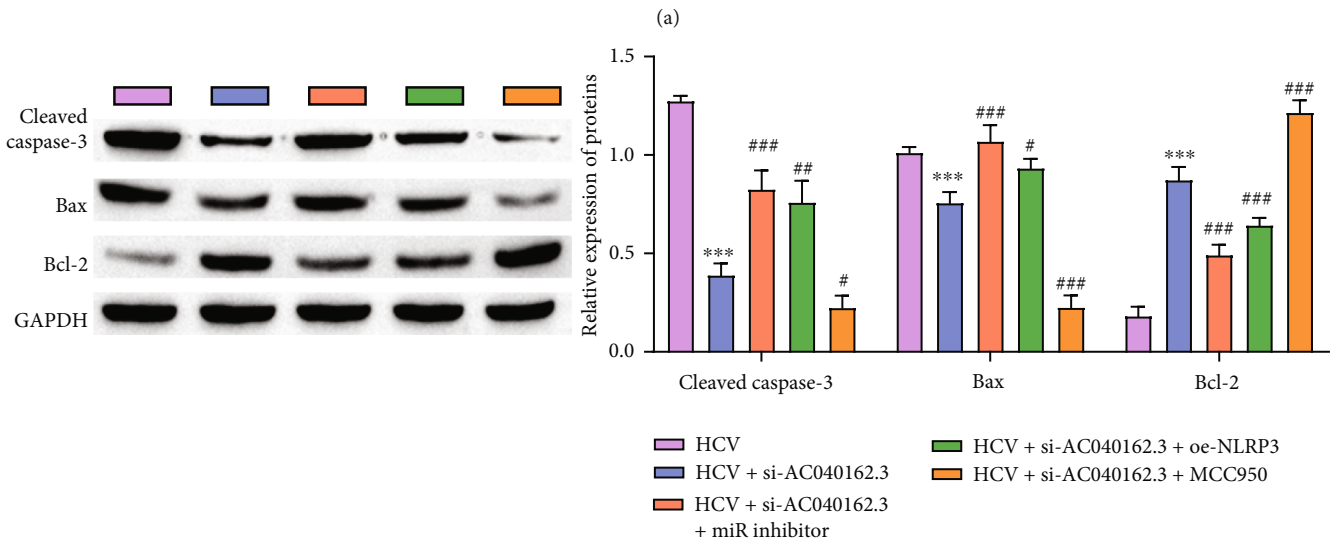 (a)
Cleaved
caspase-3
Bax
Bcl-2
GAPDH
Relative expression of proteins
1.5
1.0
0.5
0.0
***
###
##
#
***
###
#
###
***
###
###
###
Cleaved caspase-3
Bax
Bcl-2
HCV
HCV + si-AC040162.3
HCV + si-AC040162.3
+ miR inhibitor
HCV + si-AC040162.3 + oe-NLRP3
HCV + si-AC040162.3 + MCC950